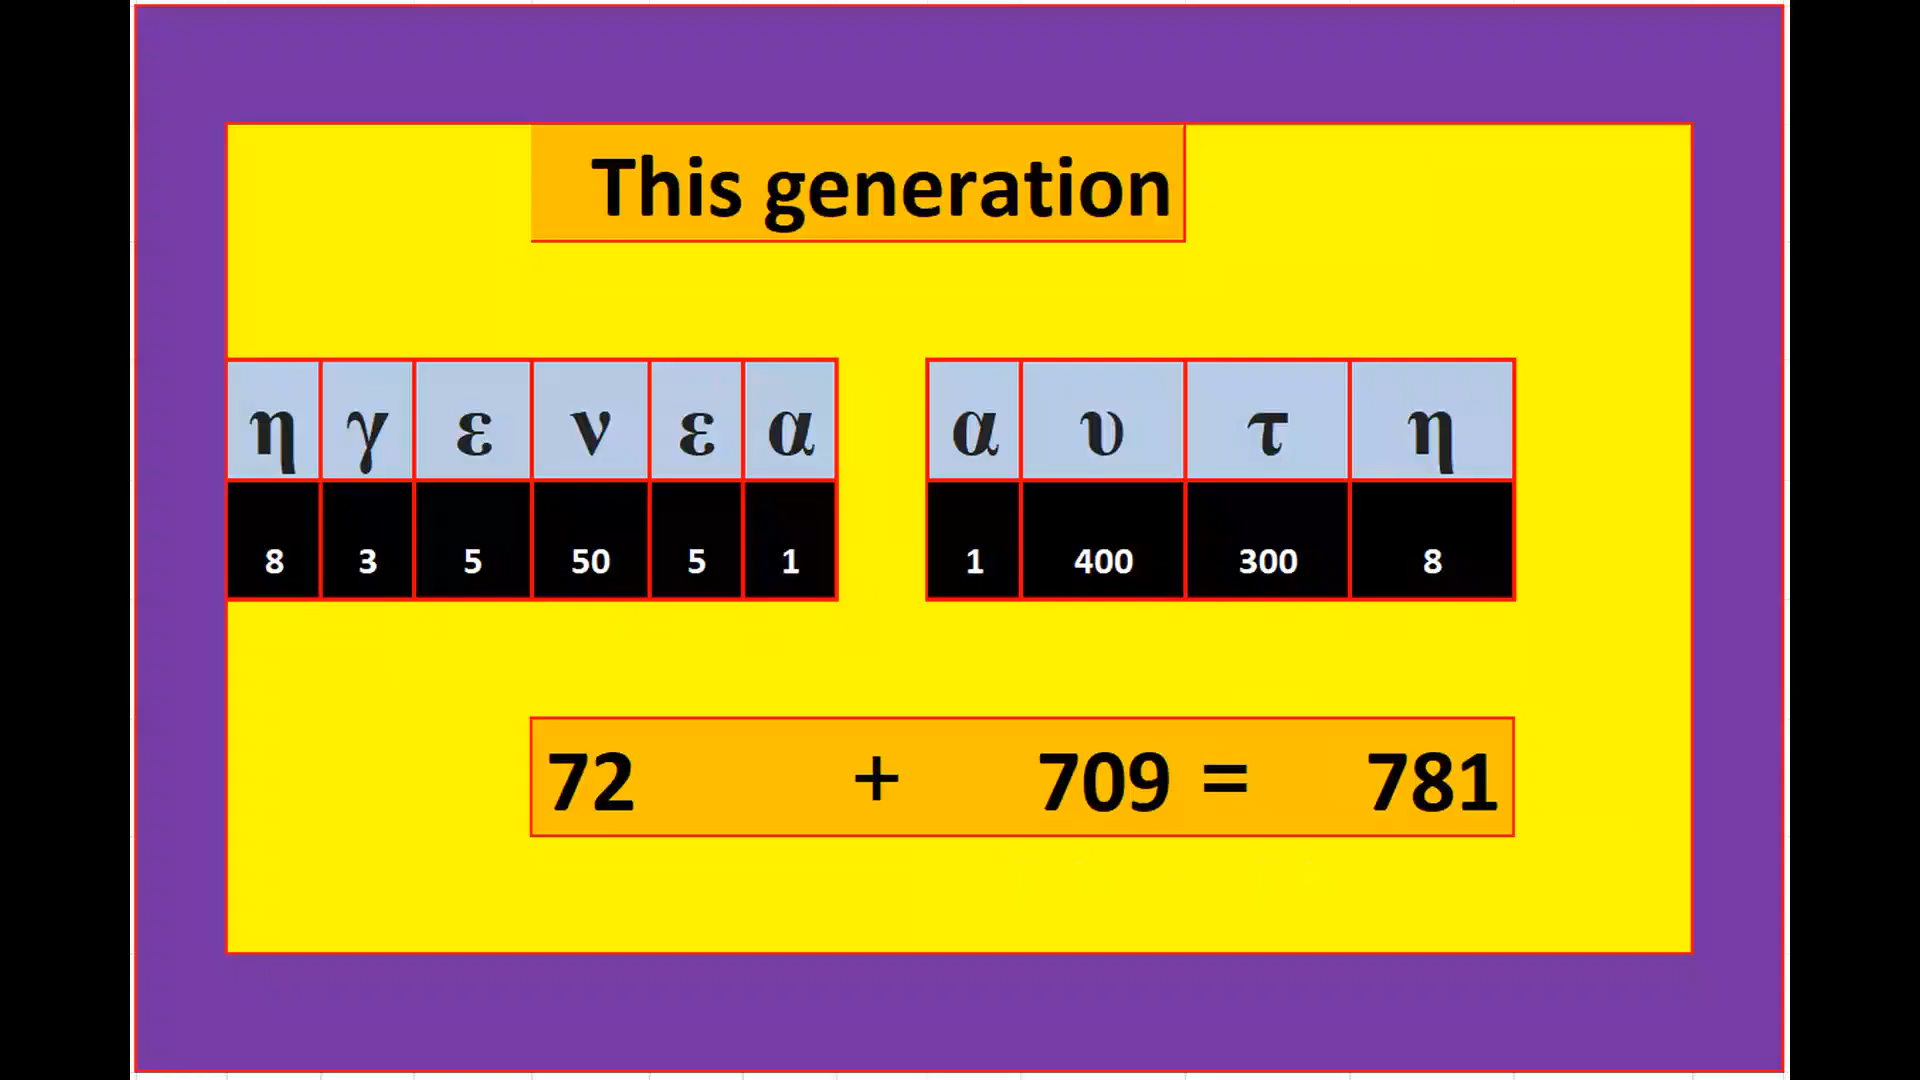 This generation
η γ ε ν ε α α υ τ η
8 3 5 50 5 1 1 400 300 8
72 + 709 = 781